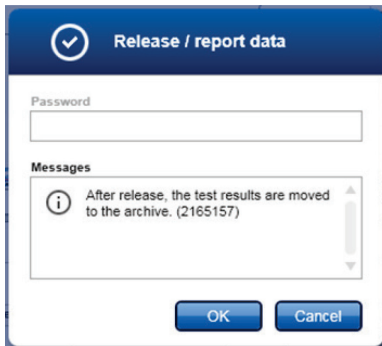 Release / report data
Password
Messages
After release, the test results are moved
to the archive. (2165157)
OK
Cancel